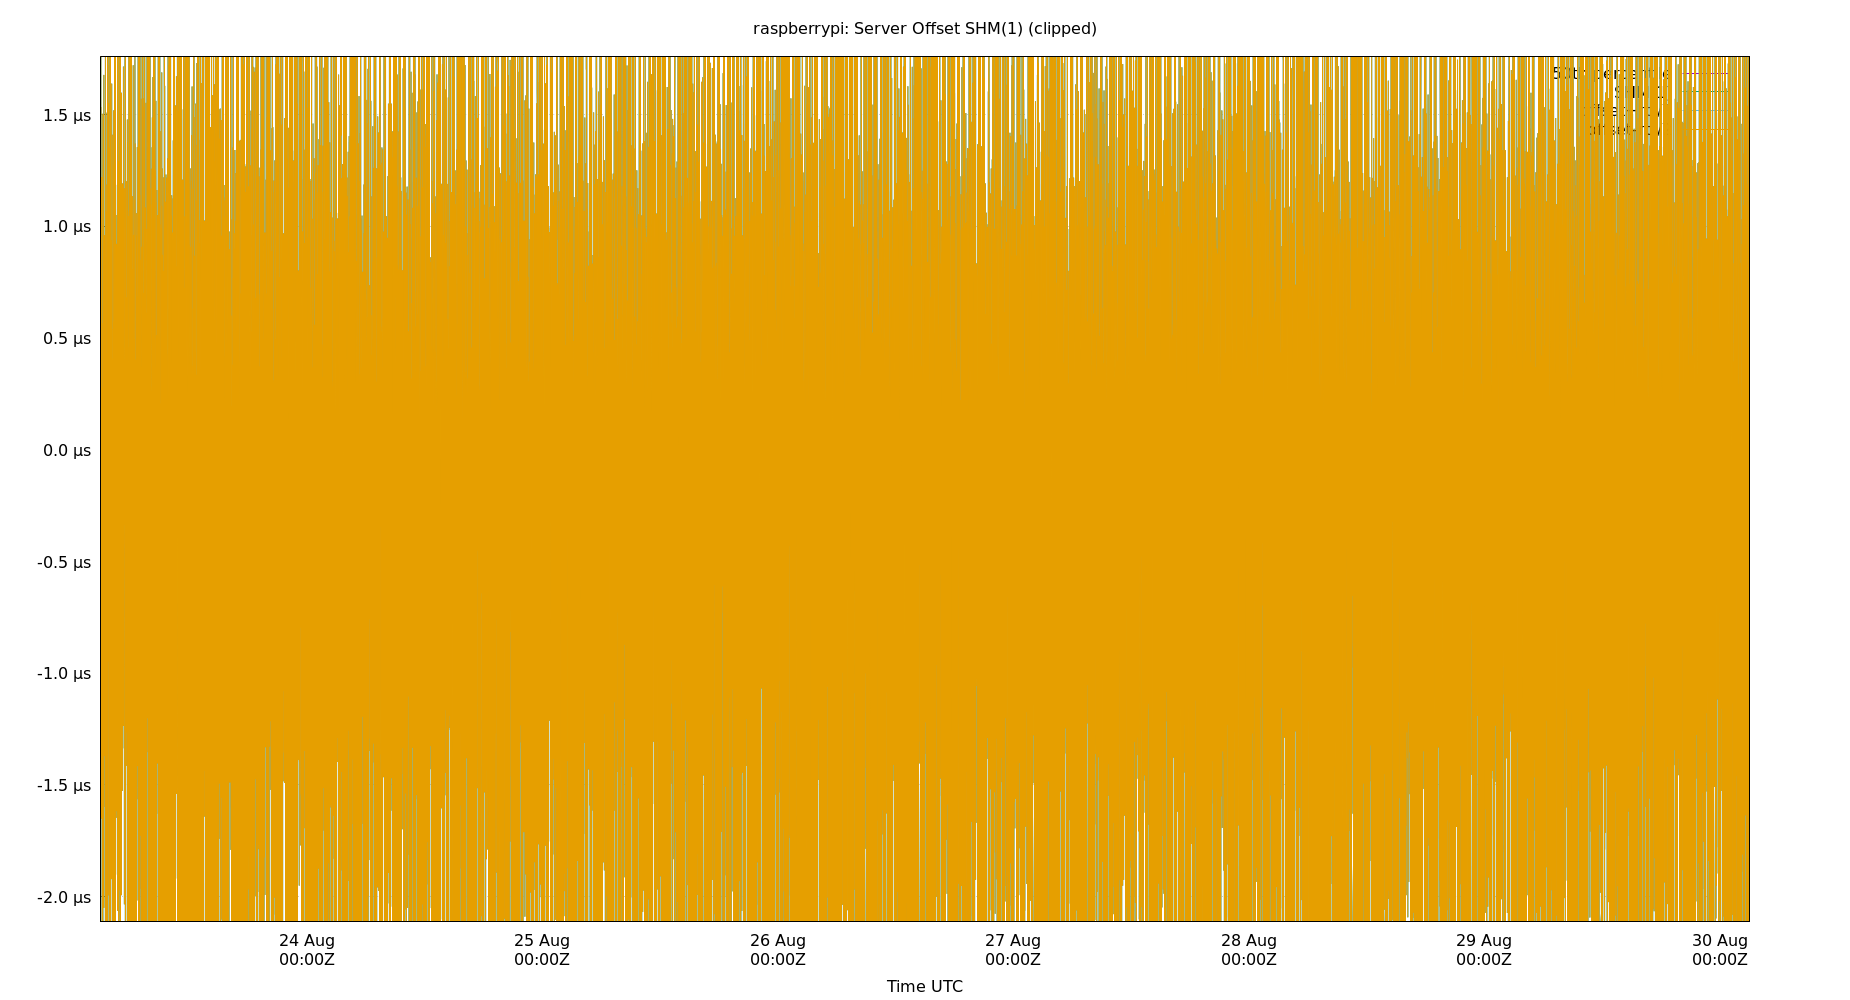 raspberrypi: Server Offset SHM(1) (clipped)
1.5 µs
1.0 µs
0.5 µs
0.0 µs
-0.5 µs
-1.0 µs
-1.5 µs
-2.0 µs
24 Aug 25 Aug 26 Aug 27 Aug 28 Aug 29 Aug 30 Aug
00:00Z 00:00Z 00:00Z 00:00Z 00:00Z 00:00Z 00:00Z
Time UTC